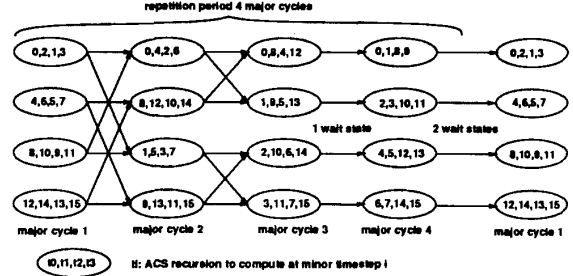 repetition period 4 major cycles
0,2,1,3 0,4,2,6 0,8,4,12 0,1,8,9 0,2,1,3
4,6,5,7 8,12,10,14 1,9,5,13 2,3,10,11 4,6,5,7
1 wait state 2 wait states
8,10,9,11 1,5,3,7 2,10,6,14 4,5,12,13 8,10,9,11
12,14,13,15 9,13,11,15 3,11,7,15 6,7,14,15 12,14,13,15
major cycle 1 major cycle 2 major cycle 3 major cycle 4 major cycle 1
t0,t1,t2,t3 ti: ACS recursion to compute at minor timestep i